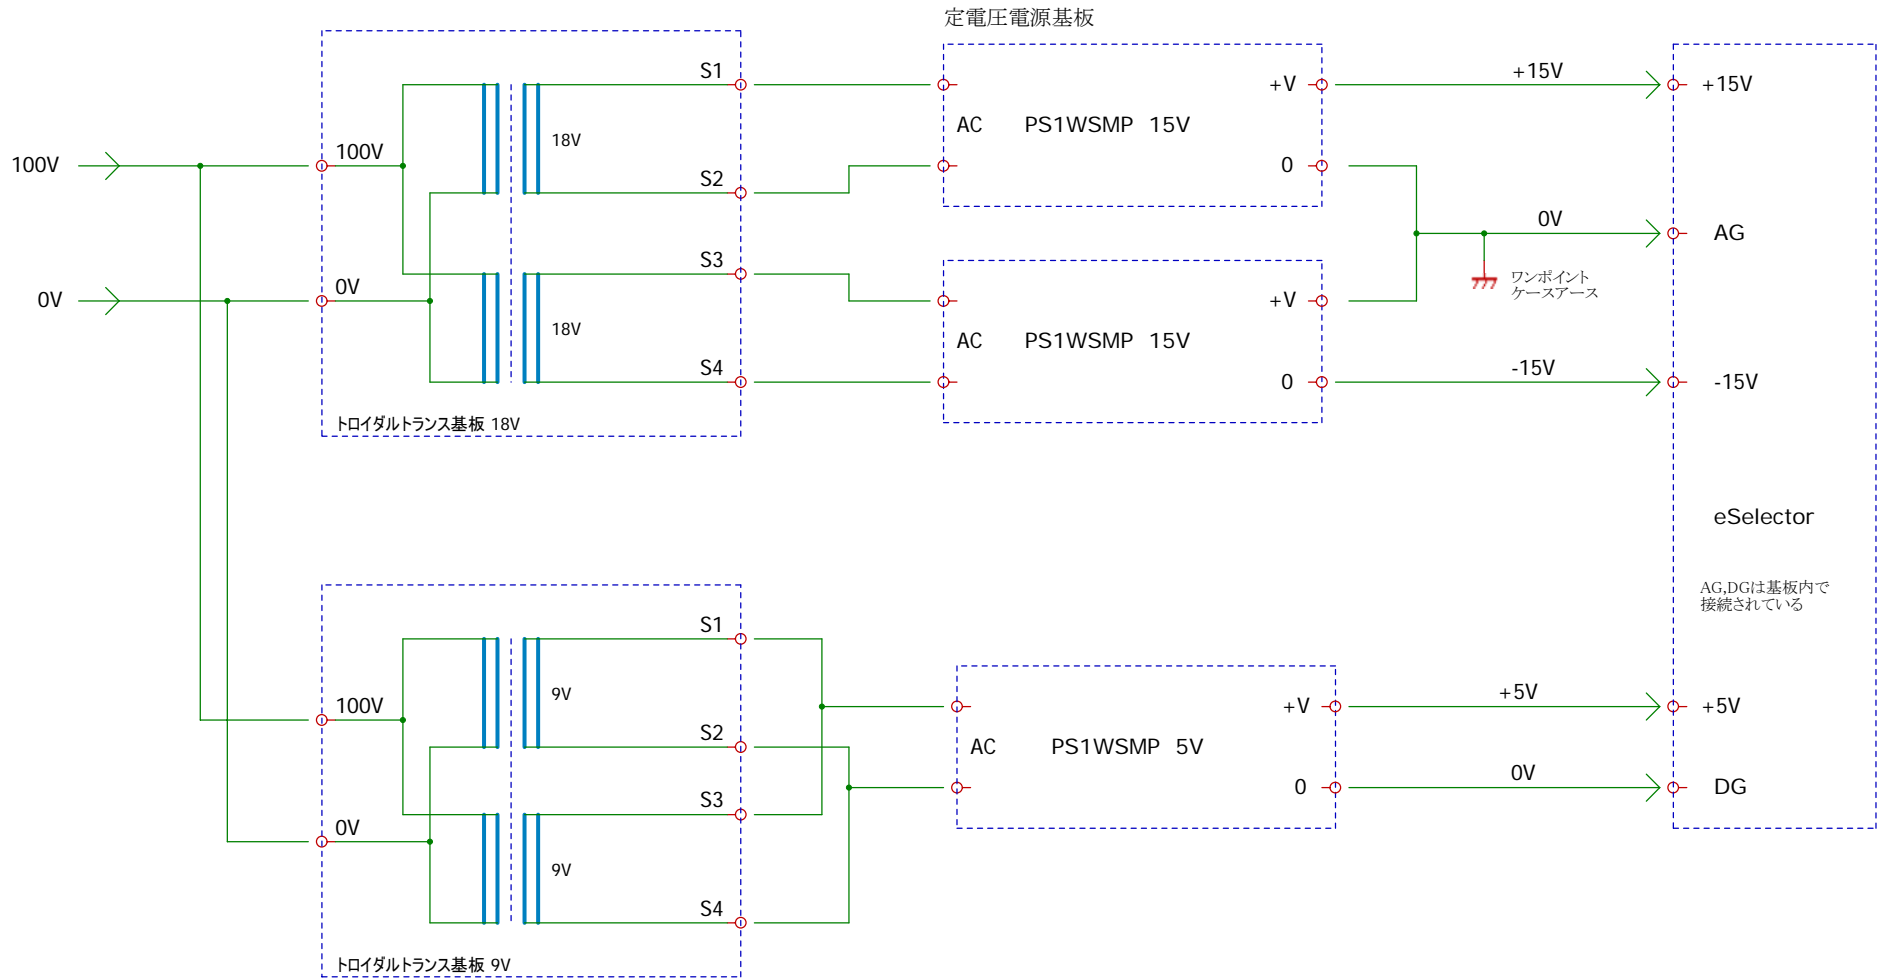 定電圧電源基板
100V
0V
100V
0V
18V
18V
S1
S2
S3
S4
トロイダルトランス基板 18V
AC PS1WSMP 15V
+V
0
AC PS1WSMP 15V
+V
0
+15V
0V
ワンポイント
ケースアース
-15V
+15V
AG
-15V
eSelector
AG,DGは基板内で
接続されている
+5V
DG
100V
0V
9V
9V
S1
S2
S3
S4
トロイダルトランス基板 9V
AC PS1WSMP 5V
+V
0
+5V
0V